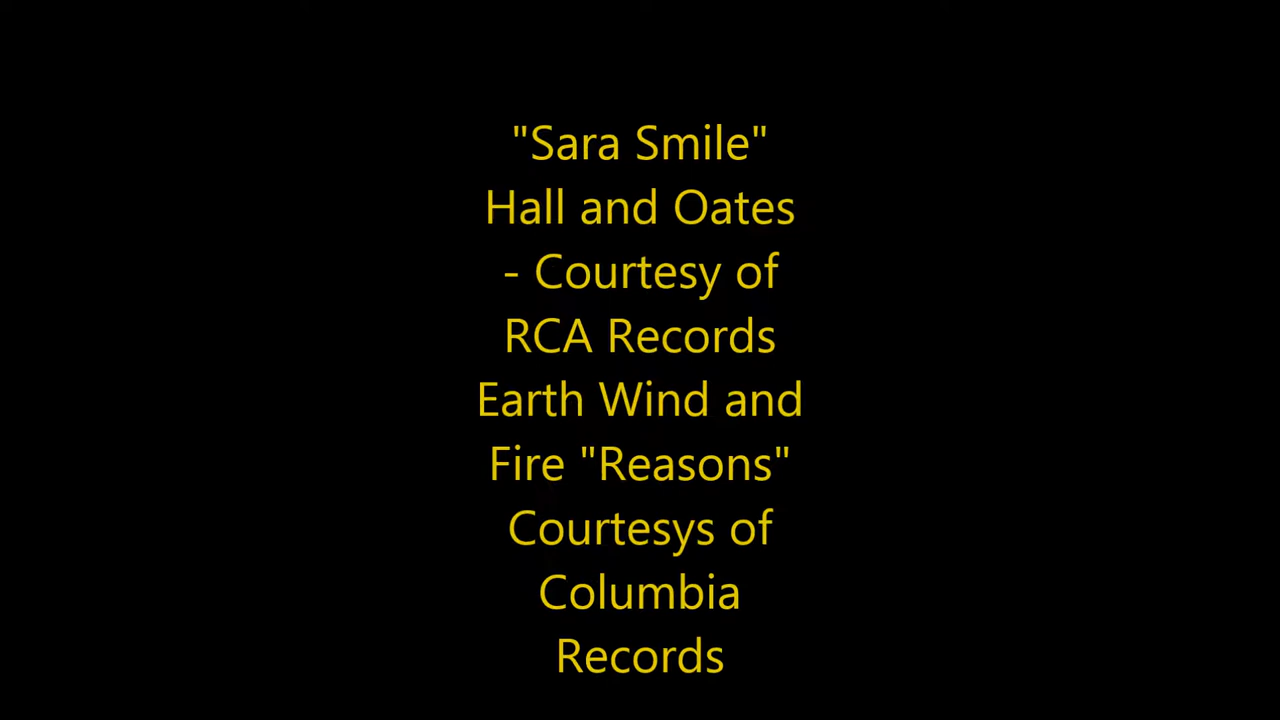 "Sara Smile"
Hall and Oates
- Courtesy of
RCA Records
Earth Wind and
Fire "Reasons"
Courtesys of
Columbia
Records